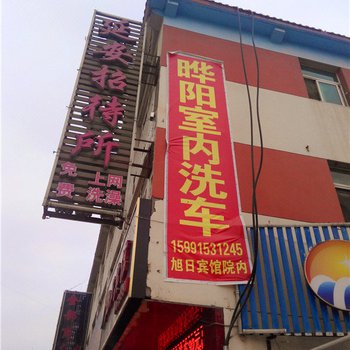 延安招待所
免费 上网
洗澡
晔阳室内洗车
15991531245
旭日宾馆院内